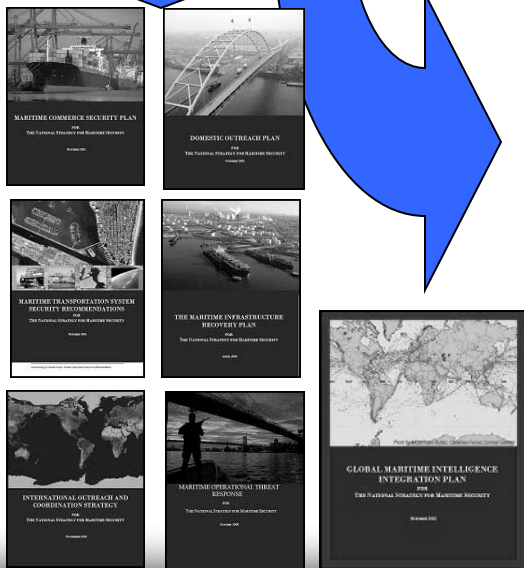 MARITIME COMMERCE SECURITY PLAN
FOR
THE NATIONAL STRATEGY FOR MARITIME SECURITY
DOMESTIC OUTREACH PLAN
FOR
THE NATIONAL STRATEGY FOR MARITIME SECURITY
MARITIME TRANSPORTATION SYSTEM
SECURITY RECOMMENDATIONS
FOR
THE NATIONAL STRATEGY FOR MARITIME SECURITY
THE MARITIME INFRASTRUCTURE
RECOVERY PLAN
FOR
THE NATIONAL STRATEGY FOR MARITIME SECURITY
INTERNATIONAL OUTREACH AND
COORDINATION STRATEGY
FOR
THE NATIONAL STRATEGY FOR MARITIME SECURITY
MARITIME OPERATIONAL THREAT
RESPONSE
FOR
THE NATIONAL STRATEGY FOR MARITIME SECURITY
GLOBAL MARITIME INTELLIGENCE
INTEGRATION PLAN
FOR
THE NATIONAL STRATEGY FOR MARITIME SECURITY